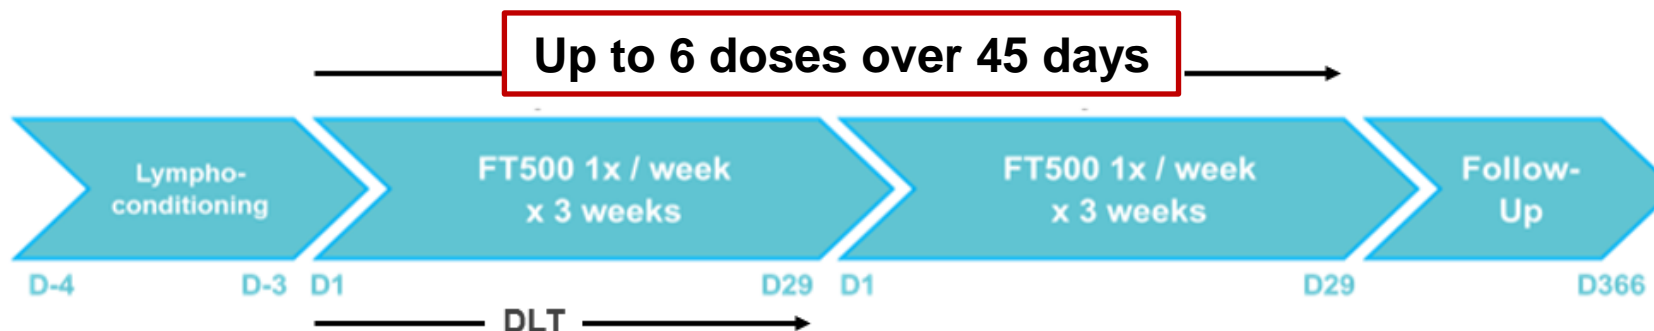 Up to 6 doses over 45 days
Lympho-
conditioning
FT500 1x / week
x 3 weeks
FT500 1x / week
x 3 weeks
Follow-
Up
D-4
D-3
D1
D29
D1
D29
D366
DLT